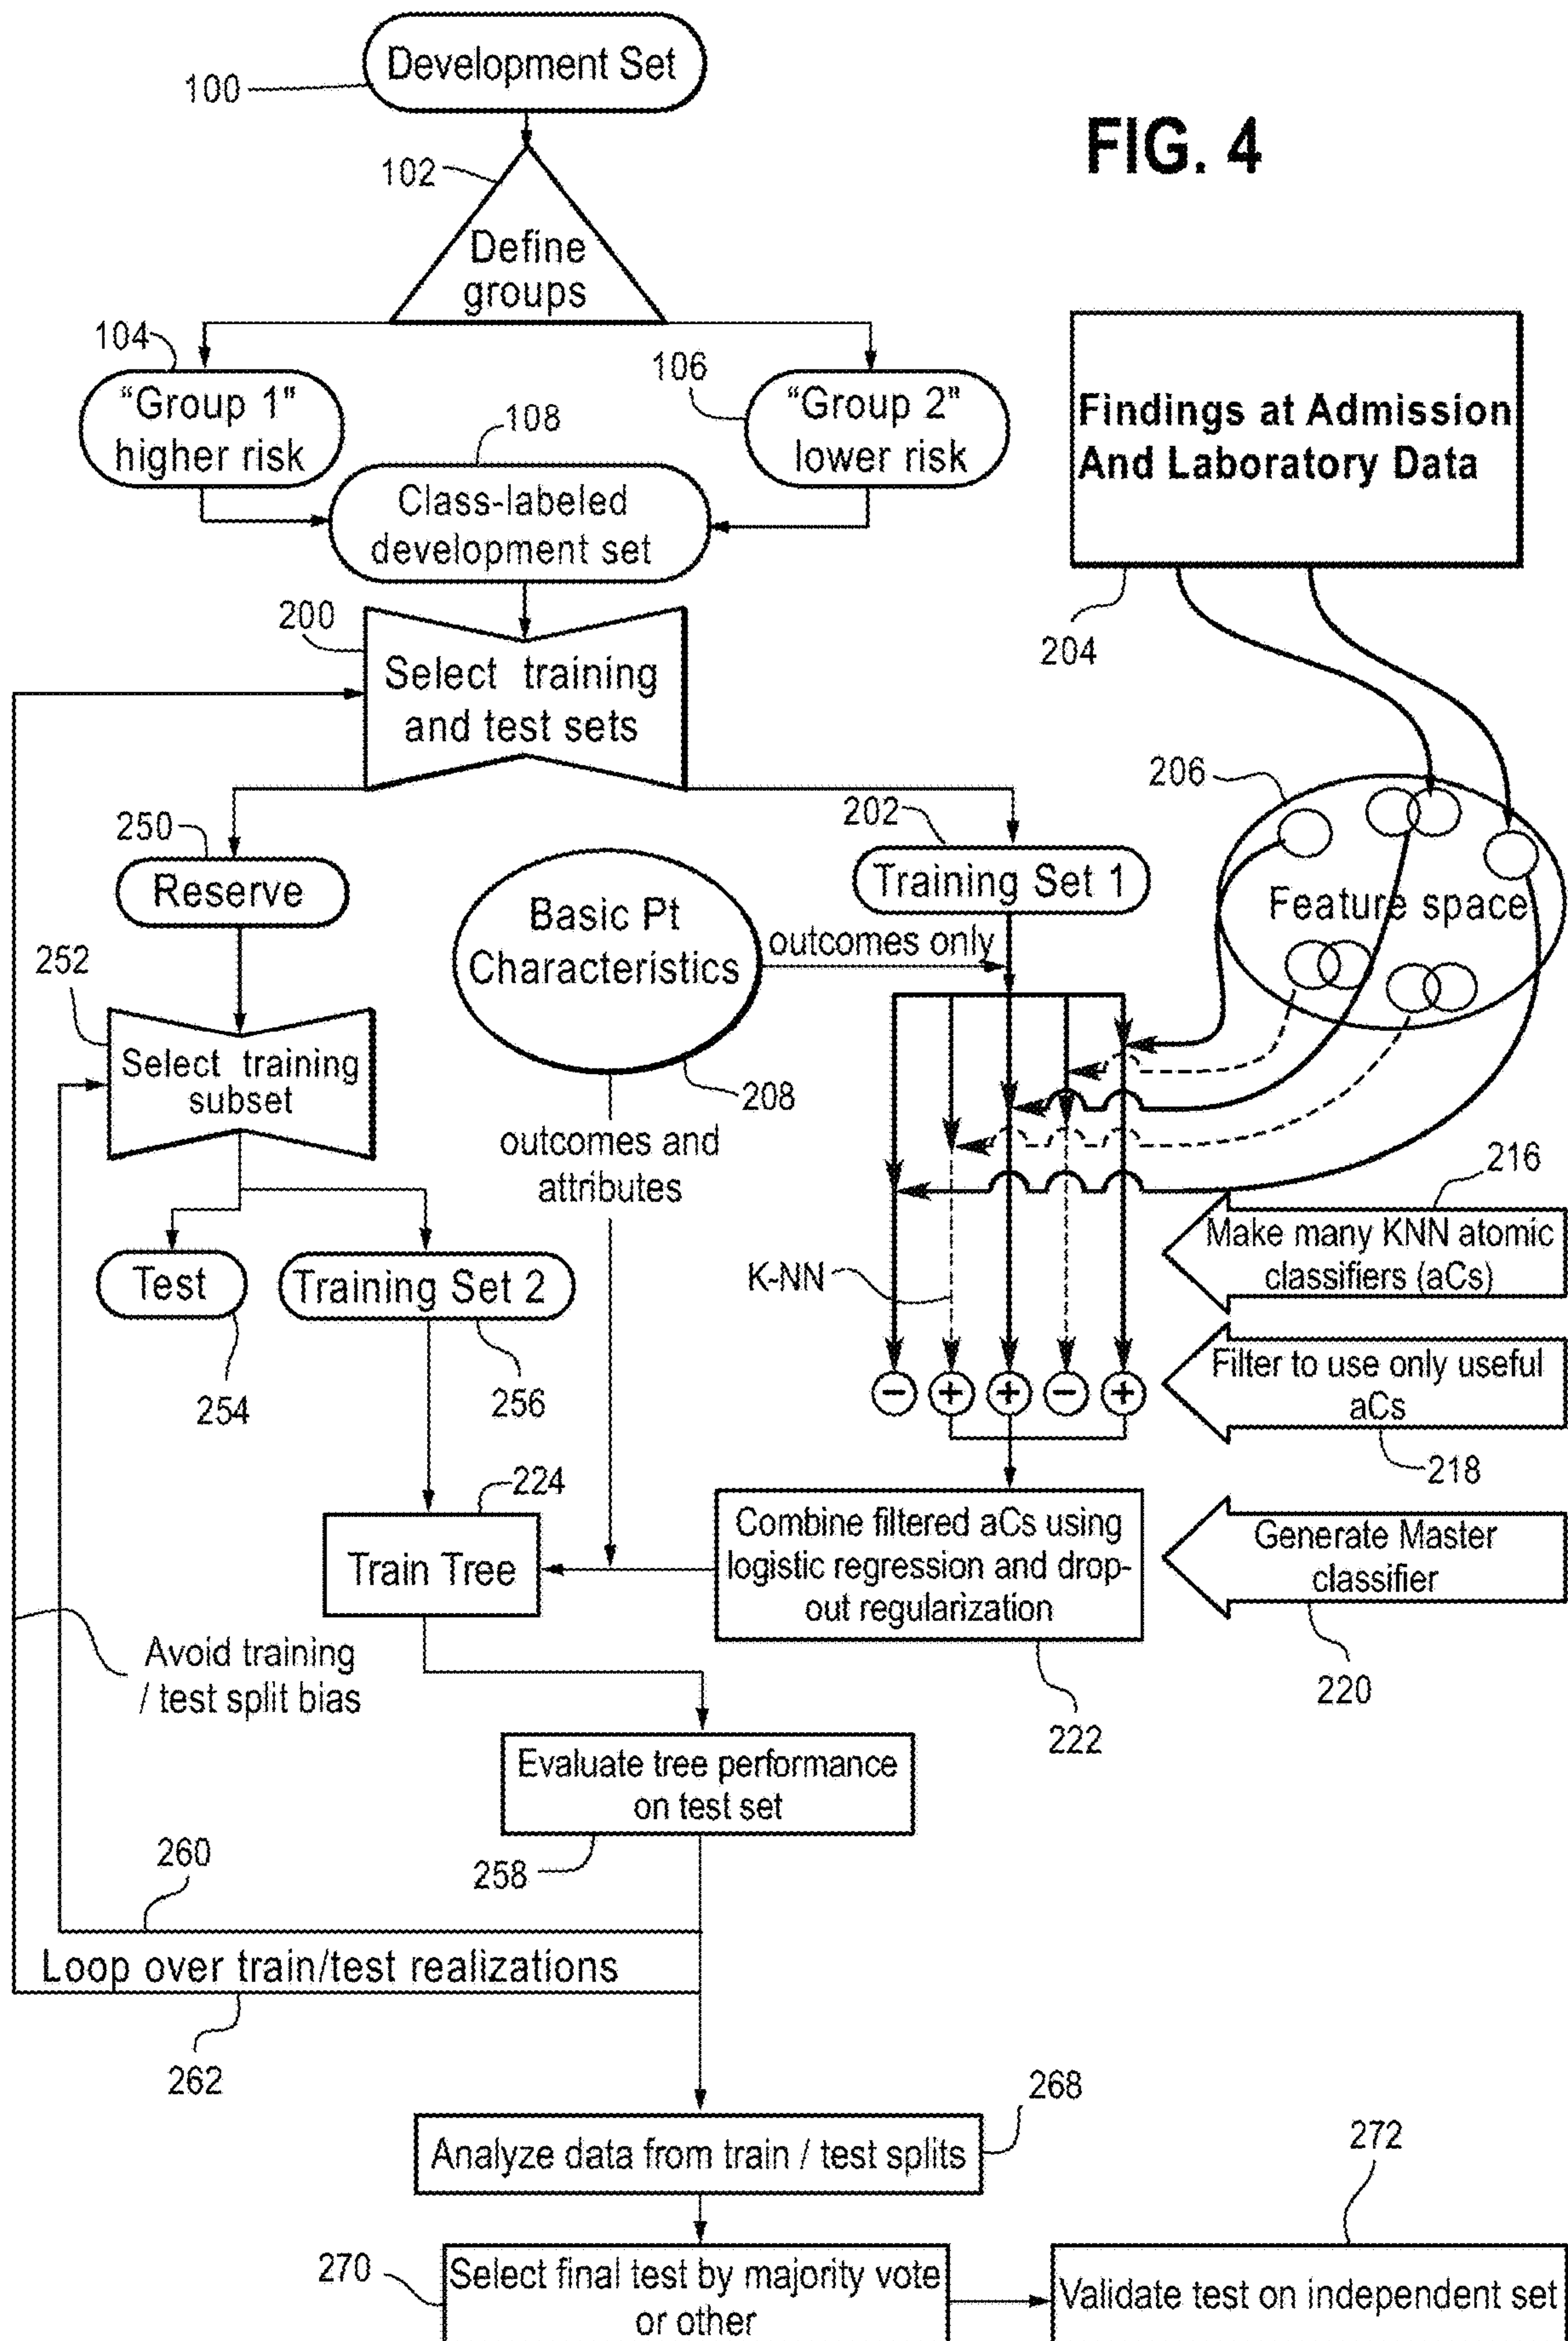 Development Set
100
FIG. 4
102
Define
groups
104
"Group 1"
higher risk
106
"Group 2"
lower risk
108
Class-labeled
development set
Findings at Admission
And Laboratory Data
204
200
Select training
and test sets
206
Feature space
250
Reserve
202
Training Set 1
Basic Pt
Characteristics
208
outcomes only
252
Select training
subset
outcomes and
attributes
216
Make many KNN atomic
classifiers (aCs)
K-NN
Test
254
Training Set 2
256
− + + − +
Filter to use only useful
aCs
218
224
Train Tree
Combine filtered aCs using
logistic regression and drop-
out regularization
222
Generate Master
classifier
220
Avoid training
/ test split bias
Evaluate tree performance
on test set
258
260
Loop over train/test realizations
262
268
Analyze data from train / test splits
272
270
Select final test by majority vote
or other
Validate test on independent set